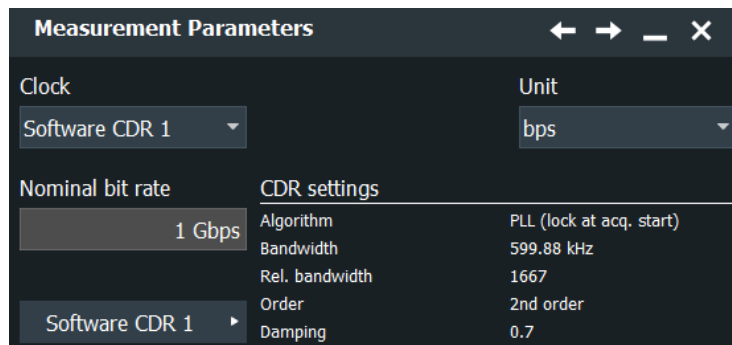 Measurement Parameters
Clock
Unit
Software CDR 1
bps
Nominal bit rate
CDR settings
1 Gbps
Algorithm PLL (lock at acq. start)
Bandwidth 599.88 kHz
Rel. bandwidth 1667
Order 2nd order
Damping 0.7
Software CDR 1